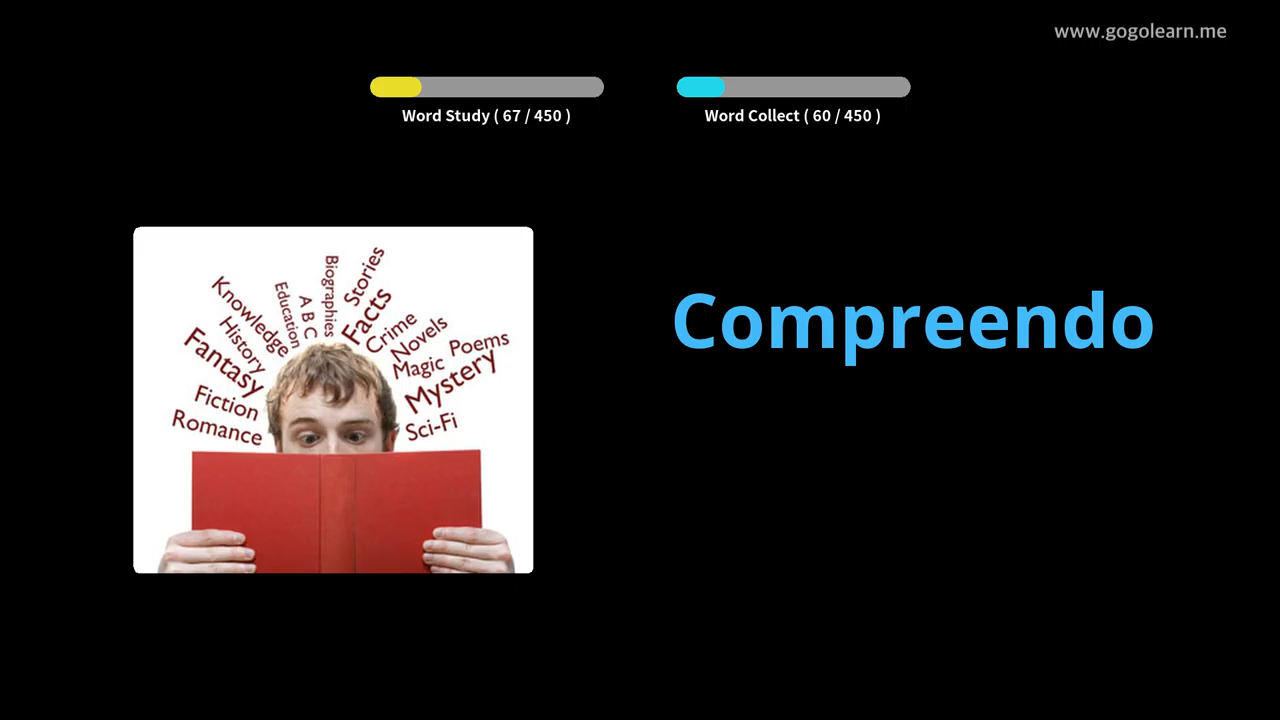 www.gogolearn.me
Word Study ( 67 / 450 )
Word Collect ( 60 / 450 )
Compreendo
Biographies
Stories
Education
A B C
Facts
Knowledge
Crime
History
Novels
Fantasy
Magic
Poems
Mystery
Fiction
Romance
Sci-Fi